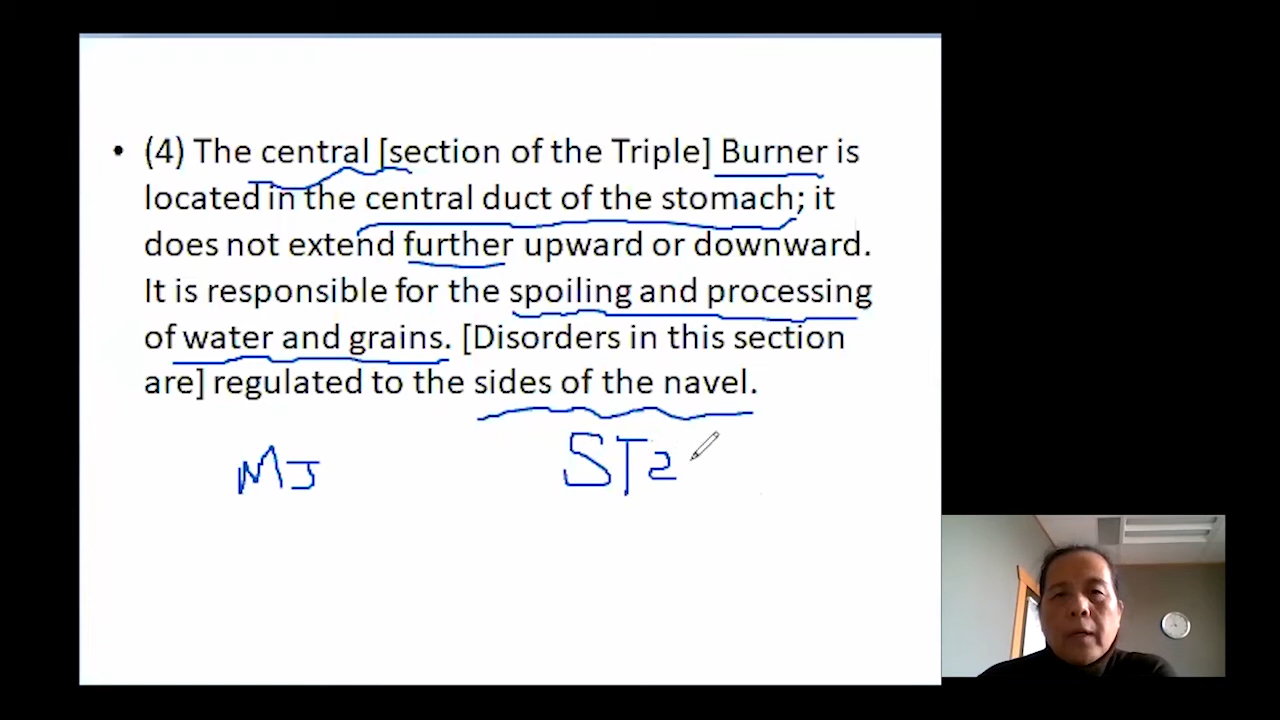 • (4) The central [section of the Triple] Burner is
located in the central duct of the stomach; it
does not extend further upward or downward.
It is responsible for the spoiling and processing
of water and grains. [Disorders in this section
are] regulated to the sides of the navel.
MJ ST2